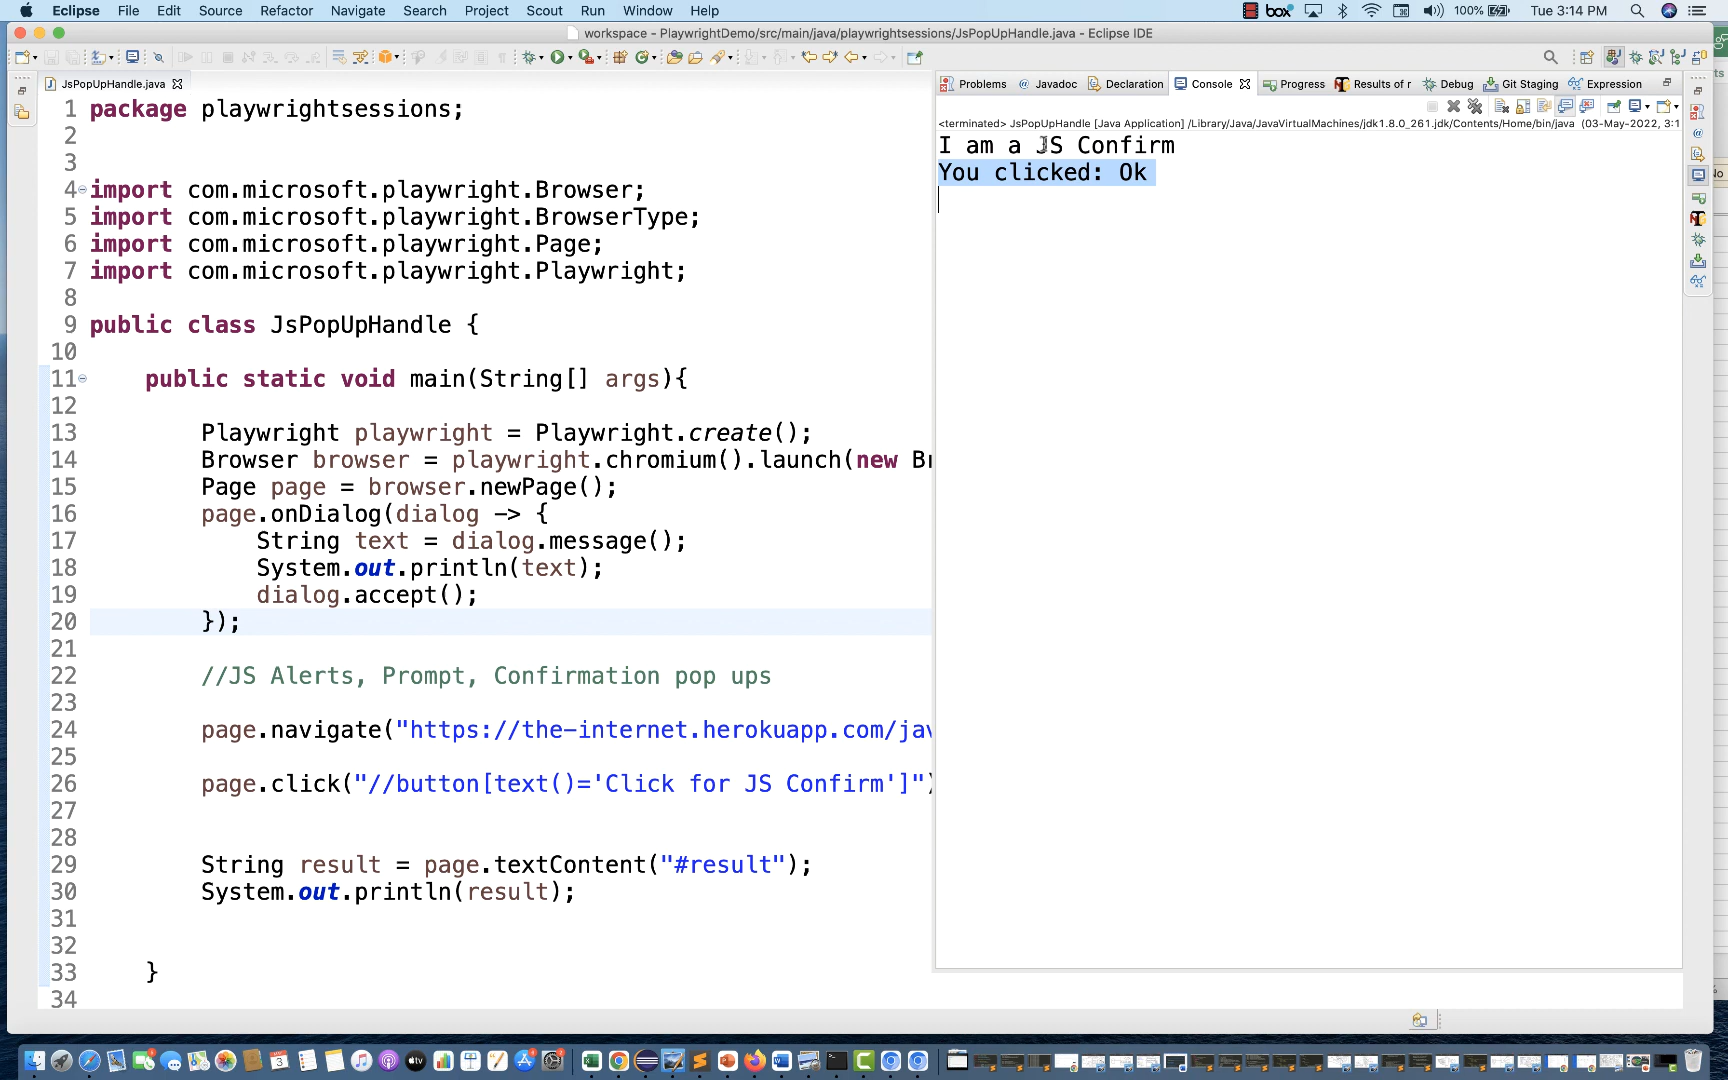 Eclipse File Edit Source Refactor Navigate Search Project Scout Run Window Help box 100% Tue 3:14 PM
workspace - PlaywrightDemo/src/main/java/playwrightsessions/JsPopUpHandle.java - Eclipse IDE
JsPopUpHandle.java
1 package playwrightsessions;
2
3
4 import com.microsoft.playwright.Browser;
5 import com.microsoft.playwright.BrowserType;
6 import com.microsoft.playwright.Page;
7 import com.microsoft.playwright.Playwright;
8
9 public class JsPopUpHandle {
10
11 public static void main(String[] args){
12
13 Playwright playwright = Playwright.create();
14 Browser browser = playwright.chromium().launch(new Br
15 Page page = browser.newPage();
16 page.onDialog(dialog -> {
17 String text = dialog.message();
18 System.out.println(text);
19 dialog.accept();
20 });
21
22 //JS Alerts, Prompt, Confirmation pop ups
23
24 page.navigate("https://the-internet.herokuapp.com/jav
25
26 page.click("//button[text()='Click for JS Confirm']")
27
28
29 String result = page.textContent("#result");
30 System.out.println(result);
31
32
33 }
34
Problems Javadoc Declaration Console Progress Results of r Debug Git Staging Expression
<terminated> JsPopUpHandle [Java Application] /Library/Java/JavaVirtualMachines/jdk1.8.0_261.jdk/Contents/Home/bin/java (03-May-2022, 3:1
I am a JS Confirm
You clicked: Ok